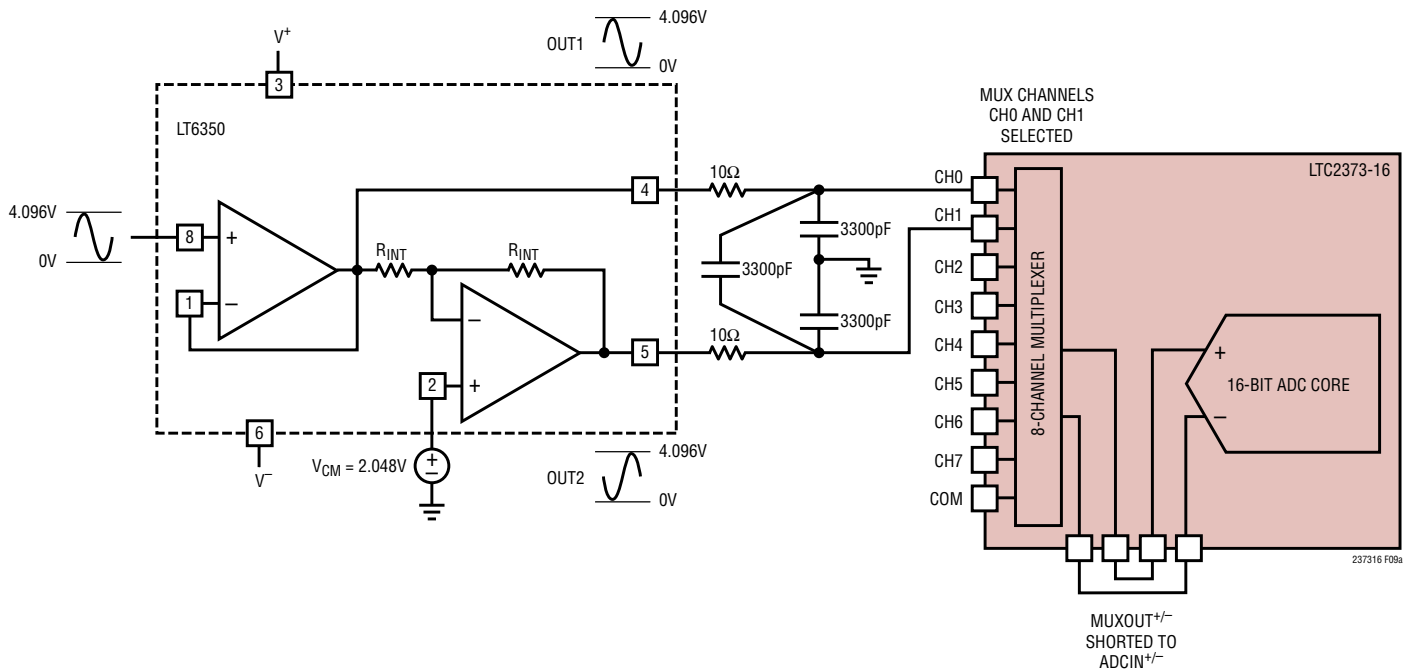 4.096V
OUT1
0V
V+
3
LT6350
MUX CHANNELS
CH0 AND CH1
SELECTED
LTC2373-16
4.096V
0V
8
+
1
–
RINT
RINT
–
+
2
4
5
10Ω
10Ω
3300pF
3300pF
3300pF
CH0
CH1
CH2
CH3
CH4
CH5
CH6
CH7
COM
8-CHANNEL MULTIPLEXER
+
16-BIT ADC CORE
–
6
V–
VCM = 2.048V
+
–
4.096V
OUT2
0V
237316 F09a
MUXOUT+/–
SHORTED TO
ADCIN+/–